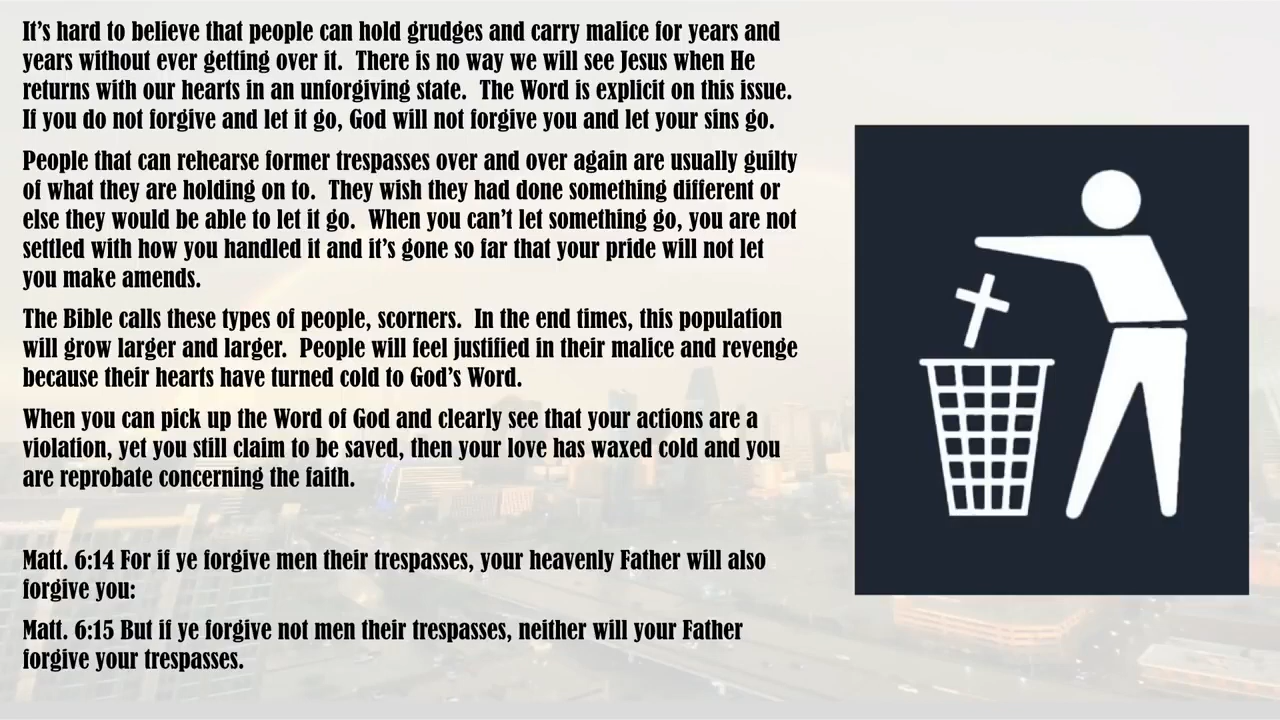 It’s hard to believe that people can hold grudges and carry malice for years and
years without ever getting over it.  There is no way we will see Jesus when He
returns with our hearts in an unforgiving state.  The Word is explicit on this issue.
If you do not forgive and let it go, God will not forgive you and let your sins go.
People that can rehearse former trespasses over and over again are usually guilty
of what they are holding on to.  They wish they had done something different or
else they would be able to let it go.  When you can’t let something go, you are not
settled with how you handled it and it’s gone so far that your pride will not let
you make amends.
The Bible calls these types of people, scorners.  In the end times, this population
will grow larger and larger.  People will feel justified in their malice and revenge
because their hearts have turned cold to God’s Word.
When you can pick up the Word of God and clearly see that your actions are a
violation, yet you still claim to be saved, then your love has waxed cold and you
are reprobate concerning the faith.
Matt. 6:14 For if ye forgive men their trespasses, your heavenly Father will also
forgive you:
Matt. 6:15 But if ye forgive not men their trespasses, neither will your Father
forgive your trespasses.